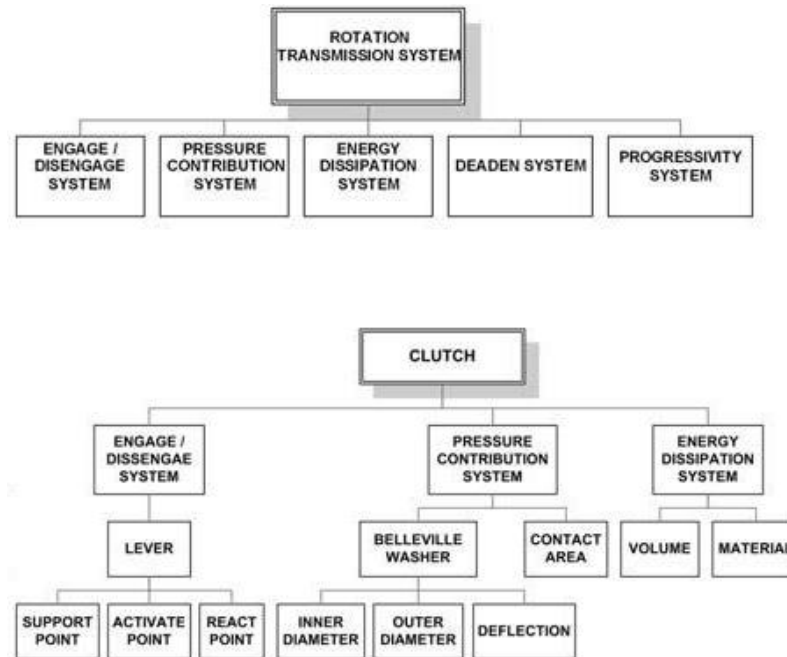 ROTATION
TRANSMISSION SYSTEM
ENGAGE /
DISENGAGE
SYSTEM
PRESSURE
CONTRIBUTION
SYSTEM
ENERGY
DISSIPATION
SYSTEM
DEADEN SYSTEM
PROGRESSIVITY
SYSTEM
CLUTCH
ENGAGE /
DISSENGAE
SYSTEM
PRESSURE
CONTRIBUTION
SYSTEM
ENERGY
DISSIPATION
SYSTEM
LEVER
BELLEVILLE
WASHER
CONTACT
AREA
VOLUME
MATERIAL
SUPPORT
POINT
ACTIVATE
POINT
REACT
POINT
INNER
DIAMETER
OUTER
DIAMETER
DEFLECTION